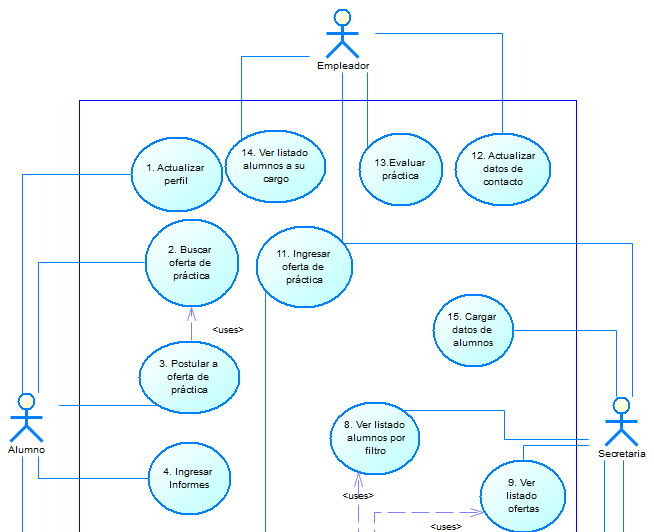 Empleador
14. Ver listado
alumnos a su
cargo
13.Evaluar
práctica
12. Actualizar
datos de
contacto
1. Actualizar
perfil
2. Buscar
oferta de
práctica
11. Ingresar
oferta de
práctica
<uses>
15. Cargar
datos de
alumnos
3. Postular a
oferta de
práctica
8. Ver listado
alumnos por
filtro
Alumno
Secretaria
4. Ingresar
Informes
9. Ver
listado
ofertas
<uses>
<uses>